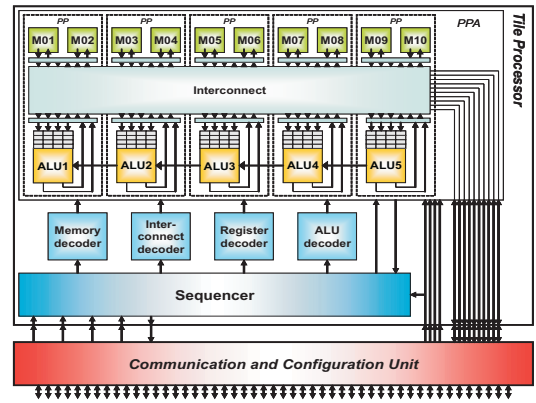 PP PP PP PP PP PPA
Tile Processor
M01 M02 M03 M04 M05 M06 M07 M08 M09 M10
Interconnect
ALU1 ALU2 ALU3 ALU4 ALU5
Memory decoder
Inter-connect decoder
Register decoder
ALU decoder
Sequencer
Communication and Configuration Unit